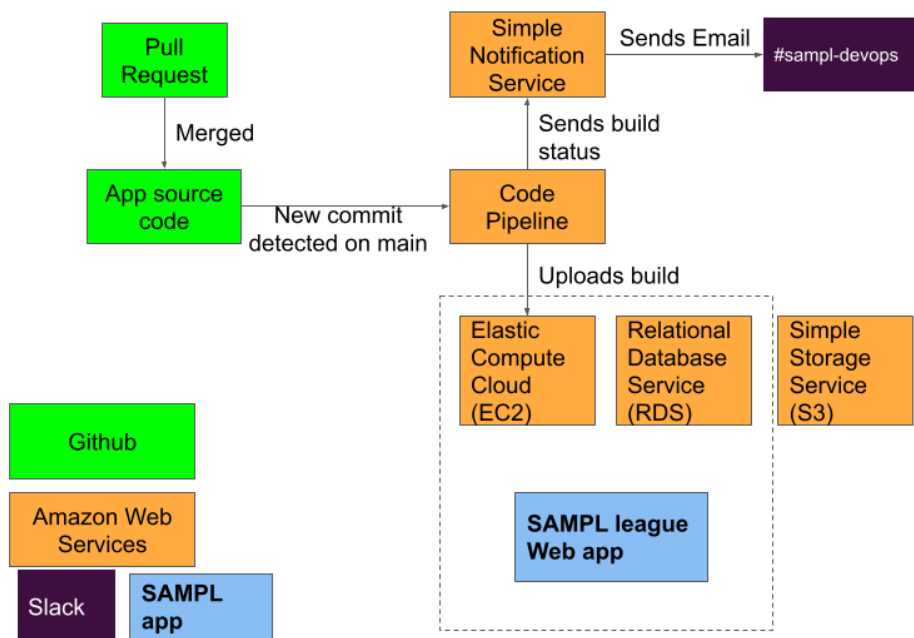 Pull
Request
Simple
Notification
Service
Sends Email
#sampl-devops
Merged
Sends build
status
App source
code
New commit
detected on main
Code
Pipeline
Uploads build
Elastic
Compute
Cloud
(EC2)
Relational
Database
Service
(RDS)
Simple
Storage
Service
(S3)
Github
Amazon Web
Services
SAMPL league
Web app
Slack
SAMPL
app